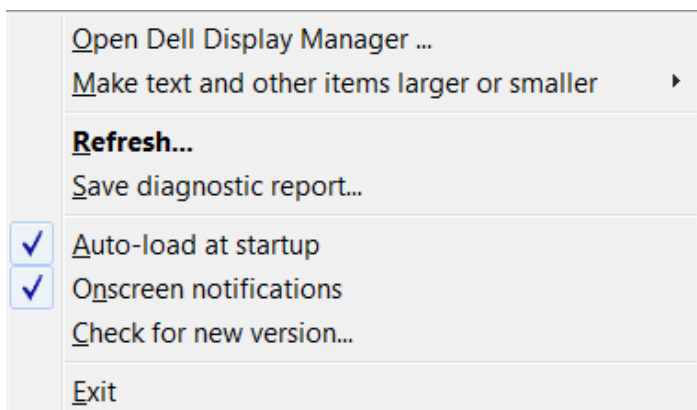 Open Dell Display Manager ...
Make text and other items larger or smaller
Refresh...
Save diagnostic report...
Auto-load at startup
Onscreen notifications
Check for new version...
Exit